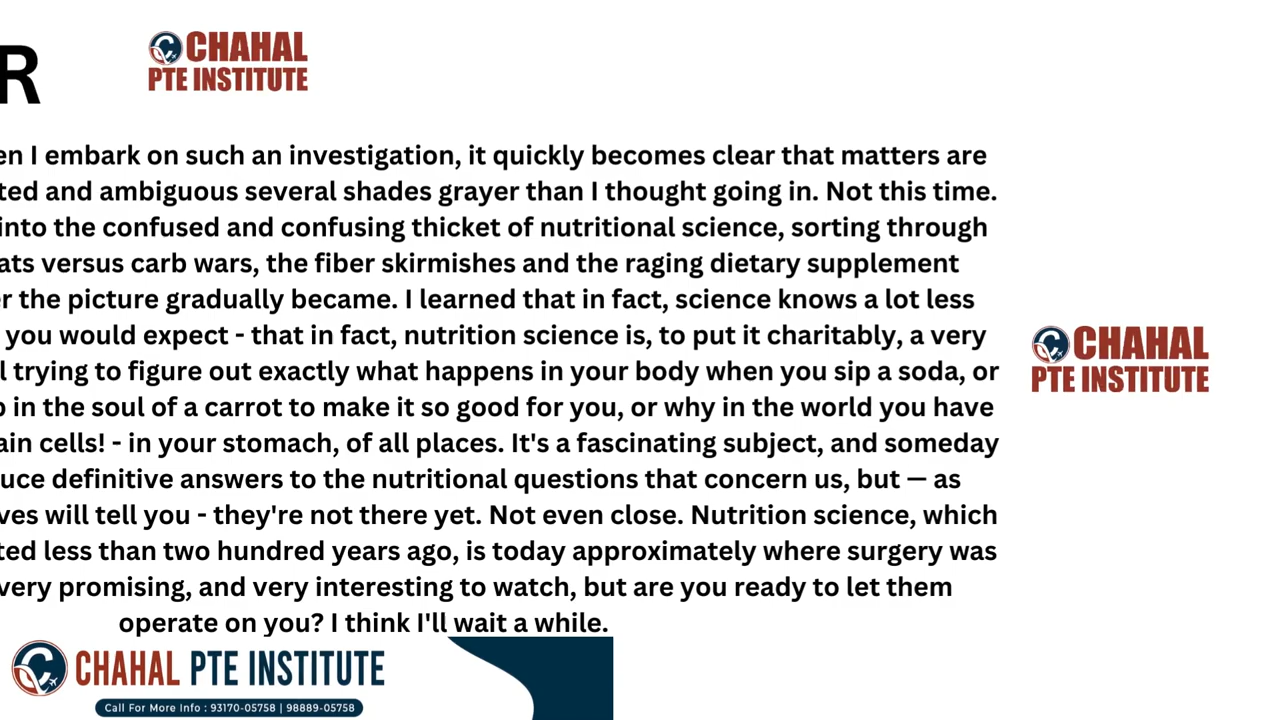 R
CHAHAL
PTE INSTITUTE
en I embark on such an investigation, it quickly becomes clear that matters are
ted and ambiguous several shades grayer than I thought going in. Not this time.
into the confused and confusing thicket of nutritional science, sorting through
ats versus carb wars, the fiber skirmishes and the raging dietary supplement
er the picture gradually became. I learned that in fact, science knows a lot less
you would expect - that in fact, nutrition science is, to put it charitably, a very
l trying to figure out exactly what happens in your body when you sip a soda, or
p in the soul of a carrot to make it so good for you, or why in the world you have
ain cells! - in your stomach, of all places. It's a fascinating subject, and someday
uce definitive answers to the nutritional questions that concern us, but — as
ves will tell you - they're not there yet. Not even close. Nutrition science, which
ted less than two hundred years ago, is today approximately where surgery was
very promising, and very interesting to watch, but are you ready to let them
operate on you? I think I'll wait a while.
CHAHAL
PTE INSTITUTE
CHAHAL PTE INSTITUTE
Call For More Info : 93170-05758 | 98889-05758